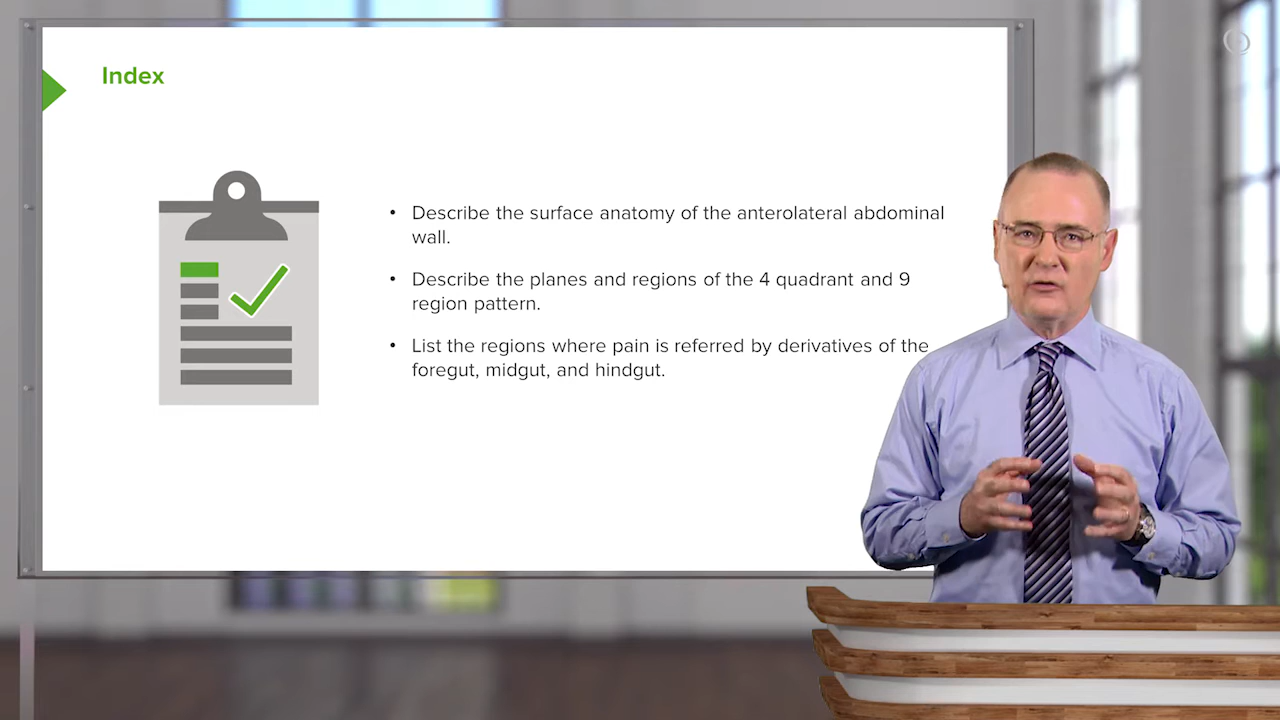 Index
• Describe the surface anatomy of the anterolateral abdominal
wall.
• Describe the planes and regions of the 4 quadrant and 9
region pattern.
• List the regions where pain is referred by derivatives of the
foregut, midgut, and hindgut.